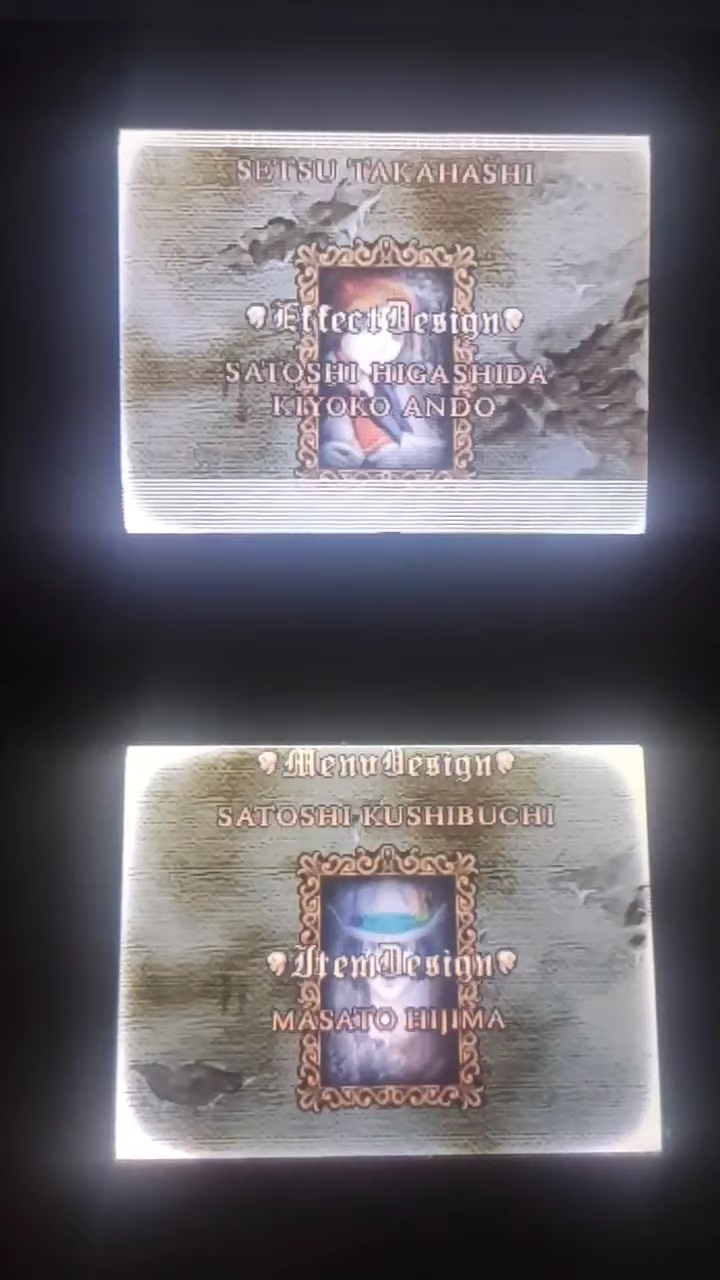 SETSU TAKAHASHI
Effect Design
SATOSHI HIGASHIDA
KIYOKO ANDO
Menu Design
SATOSHI KUSHIBUCHI
Item Design
MASATO HIJIMA